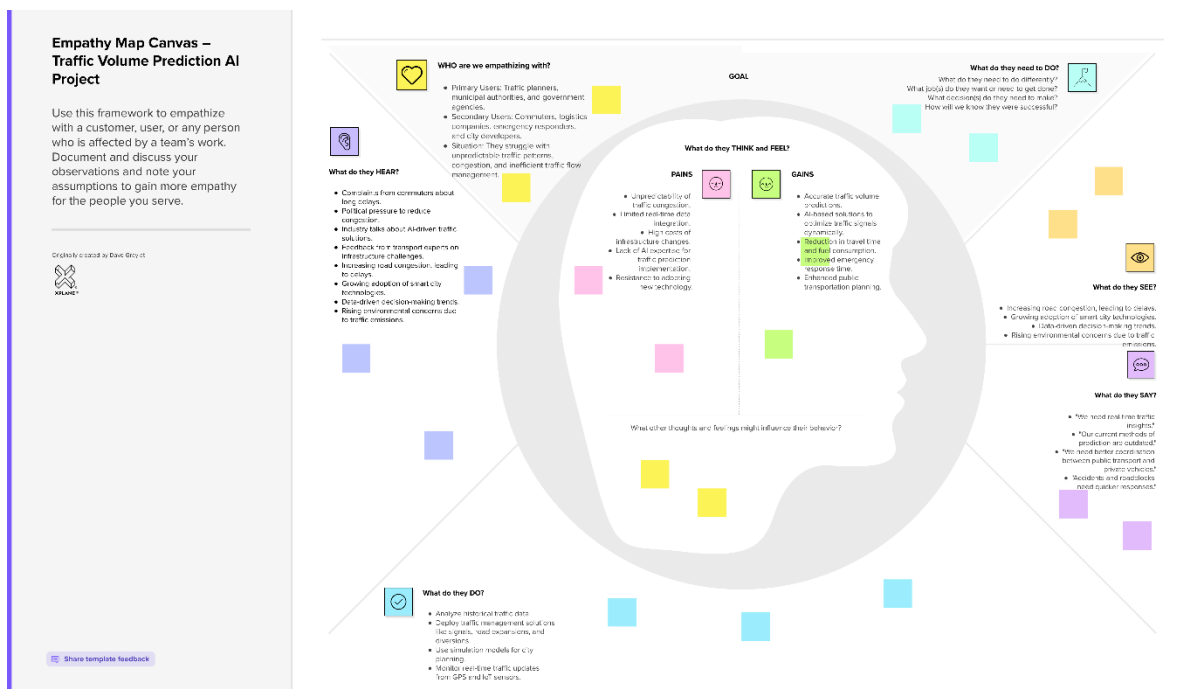 Empathy Map Canvas –
Traffic Volume Prediction AI
Project
Use this framework to empathize
with a customer, user, or any person
who is affected by a team's work.
Document and discuss your
observations and note your
assumptions to gain more empathy
for the people you serve.
Originally created by Dave Gray at
XPLANE
Share template feedback
WHO are we empathizing with?
• Primary Users: Traffic planners,
municipal authorities, and government
agencies.
• Secondary Users: Commuters, logistics
companies, emergency responders,
and city developers.
• Situation: They struggle with
unpredictable traffic patterns,
congestion, and inefficient traffic flow
management.
GOAL
What do they need to DO?
What do they need to do differently?
What job(s) do they want or need to get done?
What decision(s) do they need to make?
How will we know they were successful?
What do they HEAR?
• Complaints from commuters about
long delays.
• Political pressure to reduce
congestion.
• Industry talks about AI-driven traffic
solutions.
• Feedback from transport experts on
infrastructure challenges.
• Increasing road congestion, leading
to delays.
• Growing adoption of smart city
technologies.
• Data-driven decision-making trends.
• Rising environmental concerns due
to traffic emissions.
What do they THINK and FEEL?
PAINS
• Unpredictability of
traffic congestion.
• Limited real-time data
integration.
• High costs of
infrastructure changes.
• Lack of AI expertise for
traffic prediction
implementation.
• Resistance to adopting
new technology.
GAINS
• Accurate traffic volume
predictions.
• AI-based solutions to
optimize traffic signals
dynamically.
• Reduction in travel time
and fuel consumption.
• Improved emergency
response time.
• Enhanced public
transportation planning.
What other thoughts and feelings might influence their behavior?
What do they SEE?
• Increasing road congestion, leading to delays.
• Growing adoption of smart city technologies.
• Data-driven decision-making trends.
• Rising environmental concerns due to traffic
emissions.
What do they SAY?
• "We need real-time traffic
insights."
• "Our current methods of
prediction are outdated."
• "We need better coordination
between public transport and
private vehicles."
• "Accidents and roadblocks
need quicker responses."
What do they DO?
• Analyze historical traffic data
• Deploy traffic management solutions
like signals, road expansions, and
diversions.
• Use simulation models for city
planning.
• Monitor real-time traffic updates
from GPS and IoT sensors.